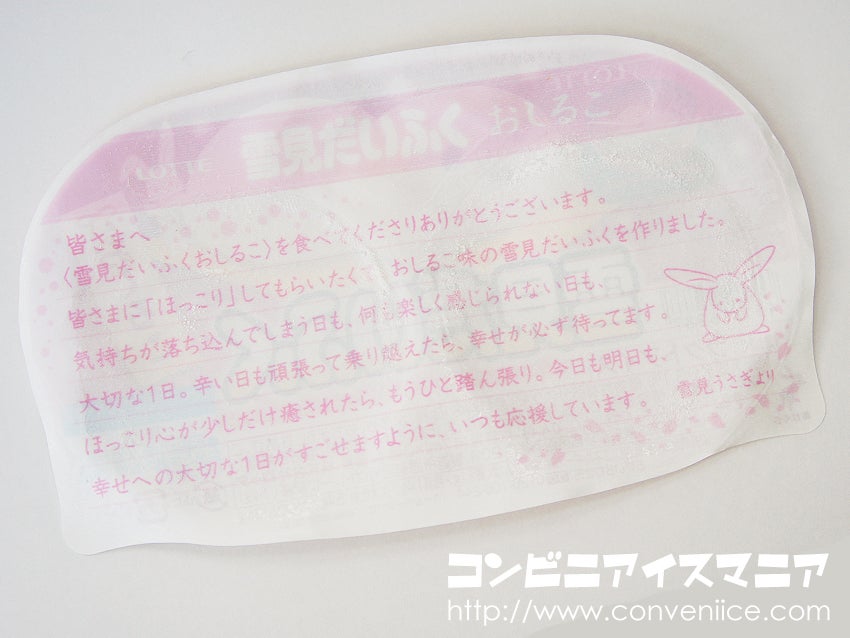 LOTTE
雪見だいふく おしるこ
皆さまへ
〈雪見だいふくおしるこ〉を食べてくださりありがとうございます。
皆さまに「ほっこり」してもらいたくて おしるこ味の雪見だいふくを作りました。
気持ちが落ち込んでしまう日も、何も楽しく感じられない日も、
大切な1日。辛い日も頑張って乗り越えたら、幸せが必ず待ってます。
ほっこり心が少しだけ癒されたら、もうひと踏ん張り。今日も明日も、
幸せへの大切な1日がすごせますように、いつも応援しています。
雪見うさぎより
コンビニアイスマニア
http://www.conveniice.com